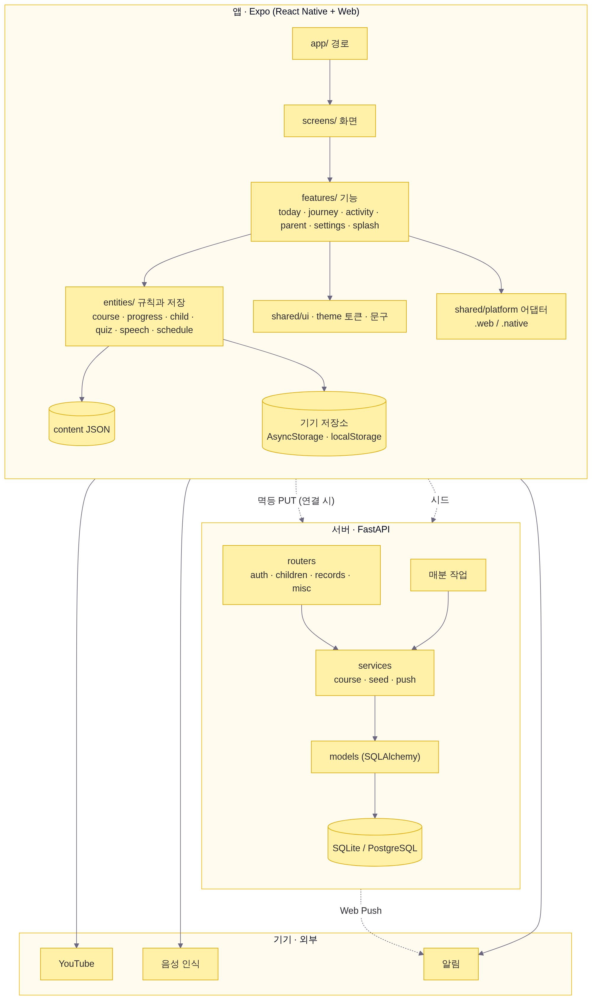 앱 · Expo (React Native + Web)
app/ 경로
screens/ 화면
features/ 기능
today · journey · activity ·
parent · settings · splash
entities/ 규칙과 저장
course · progress · child ·
quiz · speech · schedule
shared/ui · theme 토큰 · 문구
shared/platform 어댑터
.web / .native
content JSON
기기 저장소
AsyncStorage · localStorage
멱등 PUT (연결 시)
시드
서버 · FastAPI
routers
auth · children · records ·
misc
매분 작업
services
course · seed · push
models (SQLAlchemy)
SQLite / PostgreSQL
Web Push
기기 · 외부
YouTube
음성 인식
알림